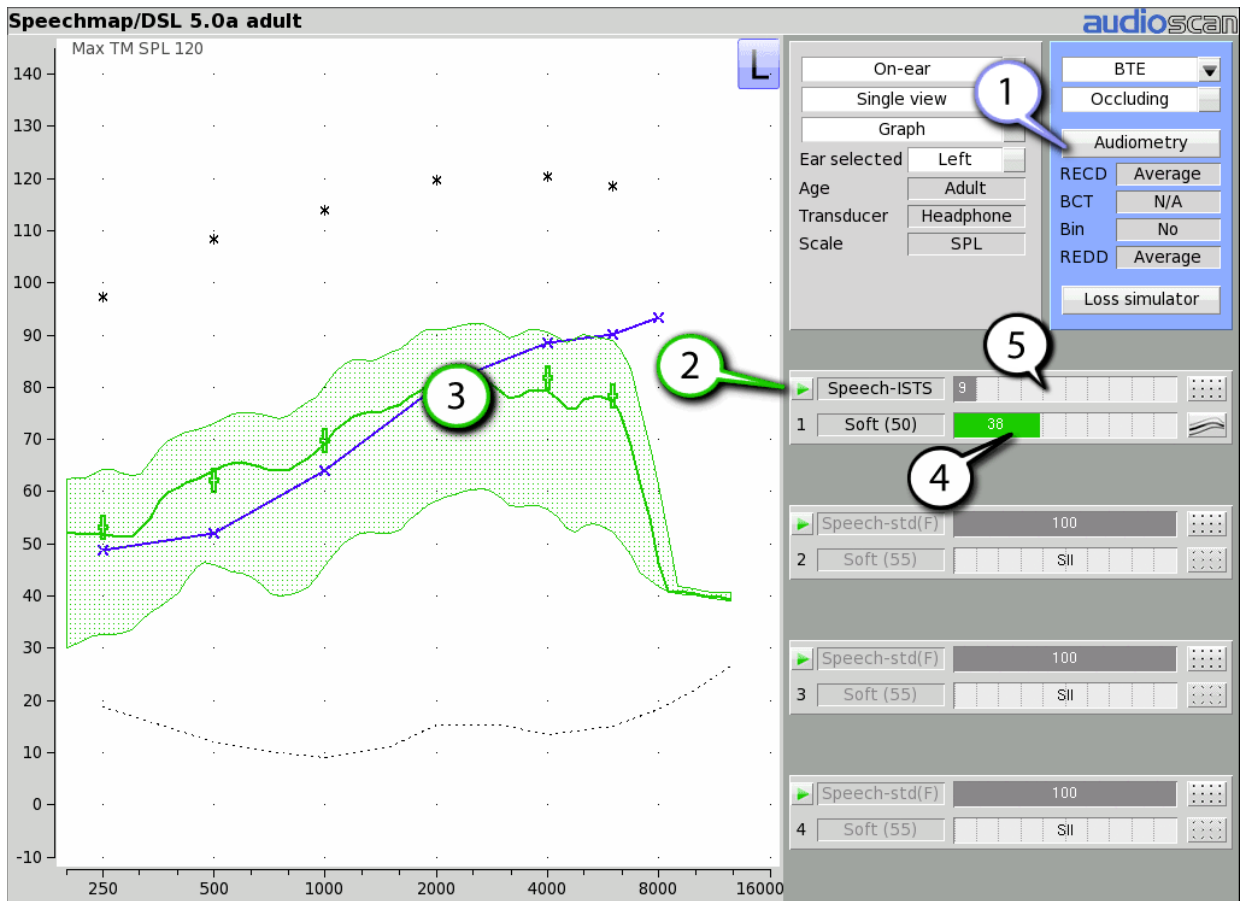 Speechmap/DSL 5.0a adult
audioscan
Max TM SPL 120
L
140
130
120
110
100
90
80
70
60
50
40
30
20
10
0
-10
250 500 1000 2000 4000 8000 16000
3
On-ear
Single view
Graph
Ear selected Left
Age Adult
Transducer Headphone
Scale SPL
1
BTE
Occluding
Audiometry
RECD Average
BCT N/A
Bin No
REDD Average
Loss simulator
2
5
Speech-ISTS 9
1 Soft (50) 38
4
Speech-std(F) 100
2 Soft (55) SII
Speech-std(F) 100
3 Soft (55) SII
Speech-std(F) 100
4 Soft (55) SII